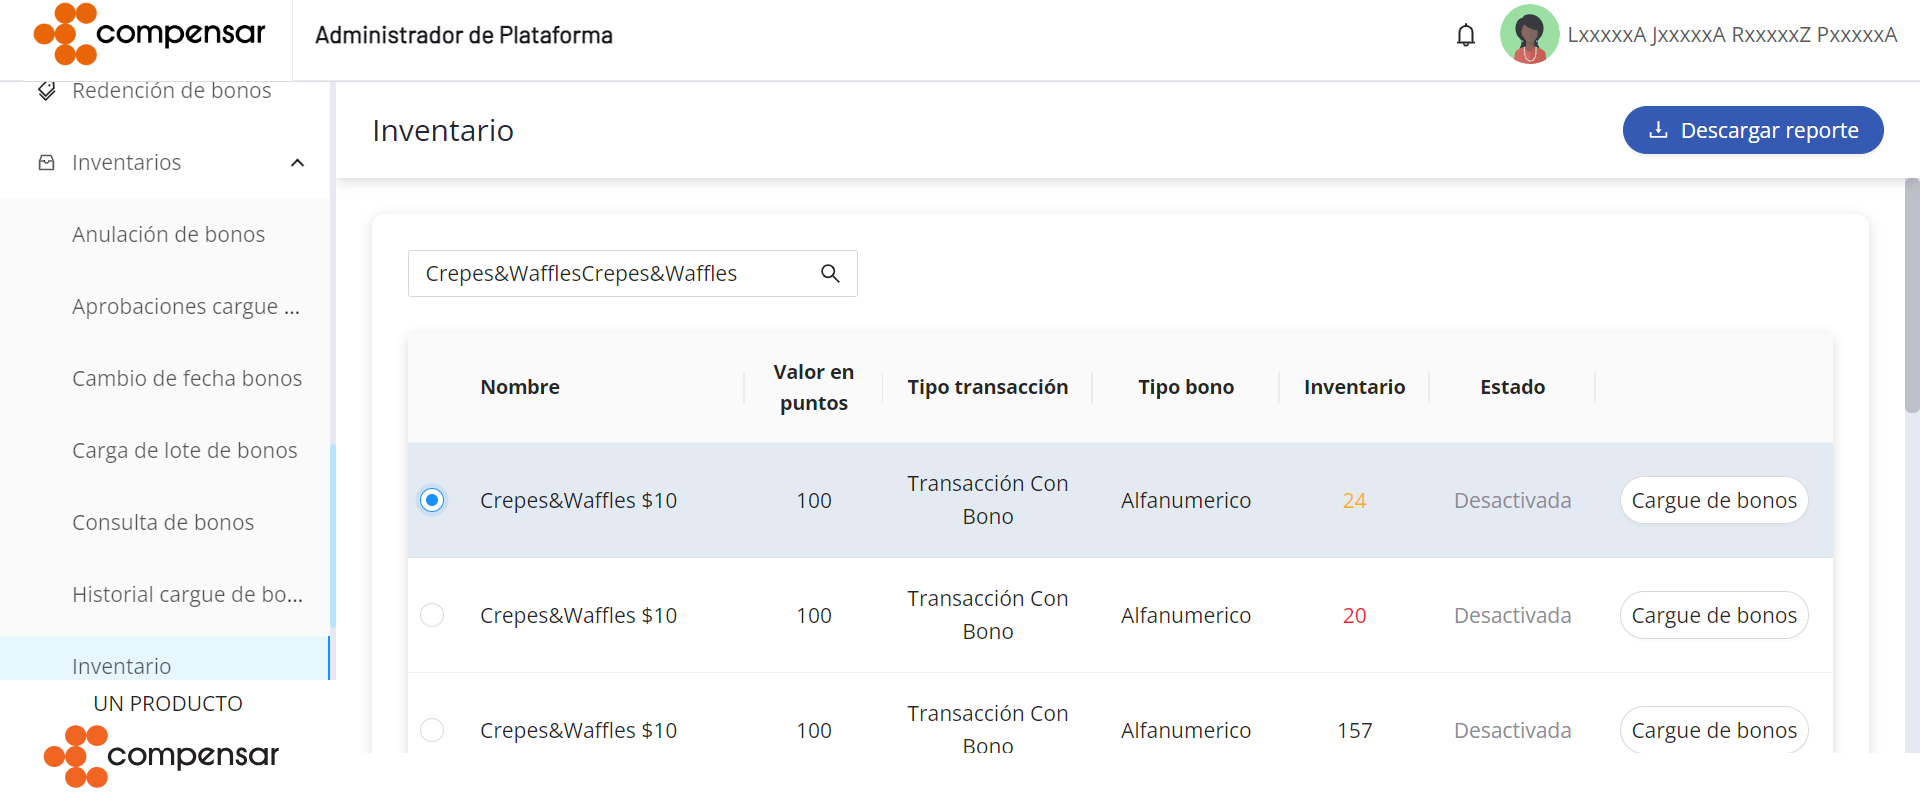 compensar
Administrador de Plataforma
LxxxxxA JxxxxxA RxxxxxZ PxxxxxA
Redención de bonos
Inventarios
Anulación de bonos
Aprobaciones cargue ...
Cambio de fecha bonos
Carga de lote de bonos
Consulta de bonos
Historial cargue de bo...
Inventario
UN PRODUCTO
compensar
Inventario
Descargar reporte
Crepes&WafflesCrepes&Waffles
Nombre
Valor en
puntos
Tipo transacción
Tipo bono
Inventario
Estado
Crepes&Waffles $10
100
Transacción Con
Bono
Alfanumerico
24
Desactivada
Cargue de bonos
Crepes&Waffles $10
100
Transacción Con
Bono
Alfanumerico
20
Desactivada
Cargue de bonos
Crepes&Waffles $10
100
Transacción Con
Bono
Alfanumerico
157
Desactivada
Cargue de bonos